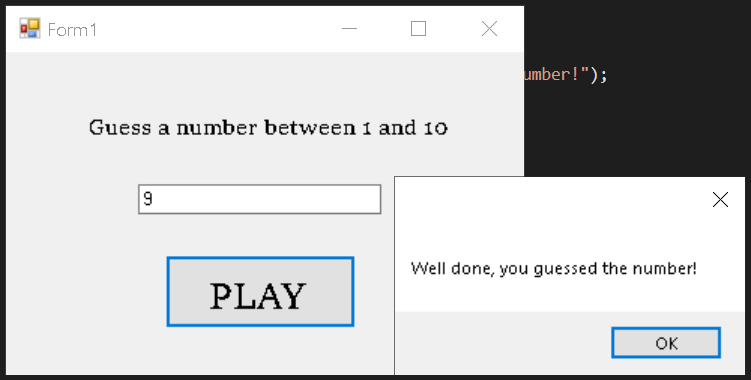 Form1
umber!");
Guess a number between 1 and 10
9
PLAY
Well done, you guessed the number!
OK